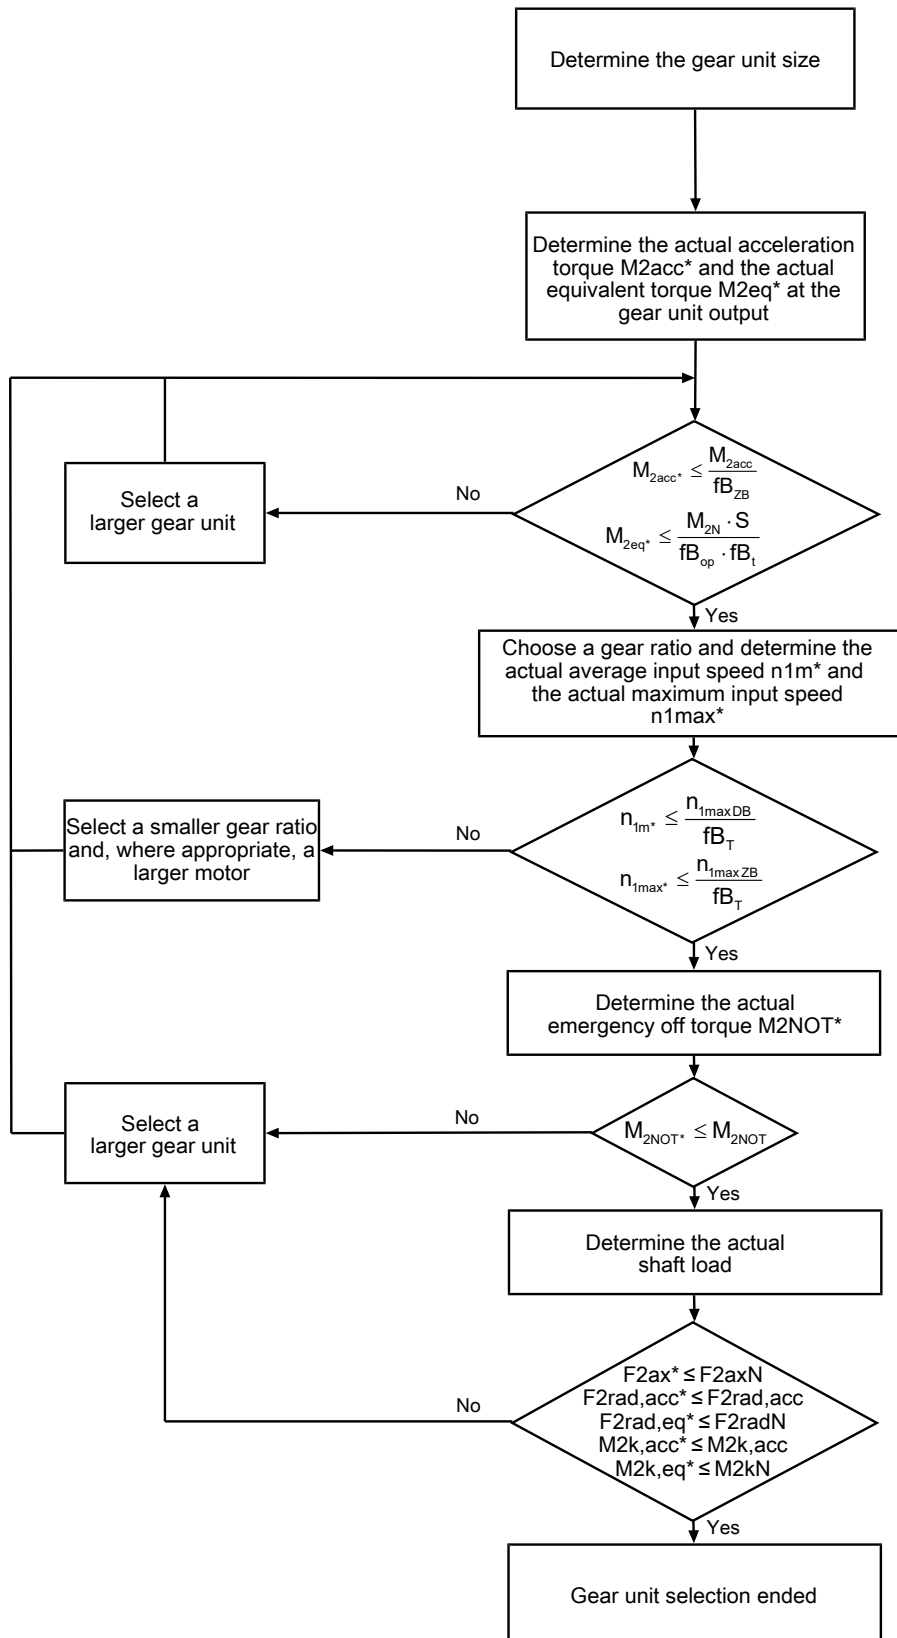 Determine the gear unit size
Determine the actual acceleration
torque M2acc* and the actual
equivalent torque M2eq* at the
gear unit output
M2acc* ≤ M2acc / fBZB
No
Select a
larger gear unit
M2eq* ≤ M2N · S / fBop · fBt
Yes
Choose a gear ratio and determine the
actual average input speed n1m* and
the actual maximum input speed
n1max*
n1m* ≤ n1maxDB / fBT
No
Select a smaller gear ratio
and, where appropriate, a
larger motor
n1max* ≤ n1maxZB / fBT
Yes
Determine the actual
emergency off torque M2NOT*
M2NOT* ≤ M2NOT
No
Select a
larger gear unit
Yes
Determine the actual
shaft load
F2ax* ≤ F2axN
F2rad,acc* ≤ F2rad,acc
F2rad,eq* ≤ F2radN
M2k,acc* ≤ M2k,acc
M2k,eq* ≤ M2kN
No
Yes
Gear unit selection ended